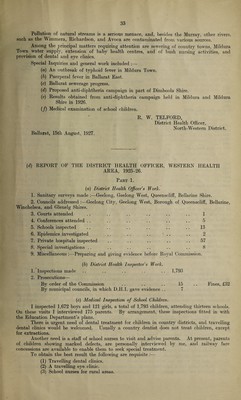 33
Pollution of natural streams is a serious menace, and, besides the Murray, other rivers
such as the Wimmera, Richardson, and Avoca are contaminated from various sources.
Among the principal matters requiring attention are sewering of country towns, Mildura
Town water supply, extension of baby health centres, and of bush nursing activities, and
provision of dental and eye clinics.
Special Inquiries and general work included :—
(a) An outbreak of typhoid fever in Mildura Town.
(b) Puerperal fever in Ballarat East.
(c) Ballarat sewerage progress.
(d) Proposed anti-diphtheria campaign in part of Dimboola Shire.
(e) Results obtained from anti-diphtheria campaign held in Mildura and Mildura
Shire in 1926.
(f) Medical examination of school children.
R. W. TELFORD,
District Health Officer,
North-Western District.
Ballarat, 15th August, 1927.
(d) REPORT OF THE DISTRICT HEALTH OFFICER, WESTERN HEALTH
AREA, 1925-26.
PART I.
(a) District Health Officer's Work.
1. Sanitary surveys made—Geelong, Geelong West, Queenscliff, Bellarine Shire.
2. Councils addressed—Geelong City, Geelong West, Borough of Queenscliff, Bellarine,
Winchelsea, and Glenelg Shires.
3. Courts attended .. .. .. .. .. 1
4. Conferences attended .. .. .. .. .. 5
5. Schools inspected .. .. .. .. .. 13
6. Epidemics investigated .. .. .. .. .. 2
7. Private hospitals inspected .. .. .. .. .. 57
8. Special investigations .. .. .. .. .. 8
9. Miscellaneous :—Preparing and giving evidence before Royal Commission.
(b) District Health Inspector's Work.
1. Inspections made .. .. .. 1,793
2. Prosecutions—
By order of the Commission .. .. .. 15 .. Fines, £33
By municipal councils, in which D.H.I. gave evidence .. 7
(c) Medical Inspection of School Children.
I inspected 1,672 boys and 121 girls, a total of 1,793 children, attending thirteen schools.
On these visits I interviewed 173 parents. By arrangement, these inspections fitted in with
the Education Department's plans.
There is urgent need of dental treatment for children in country districts, and travelling
dental clinics would be welcomed. Usually a country dentist does not treat children, except
for extractions.
Another need is a staff of school nurses to visit and advise parents. At present, parents
of children showing marked defects, are personally interviewed by me, and railway fare
concessions are available to enable them to seek special treatment.
To obtain the best result the following are requisite :—
(1) Travelling dental clinics.
(2) A travelling eye clinic.
(3) School nurses for rural areas.